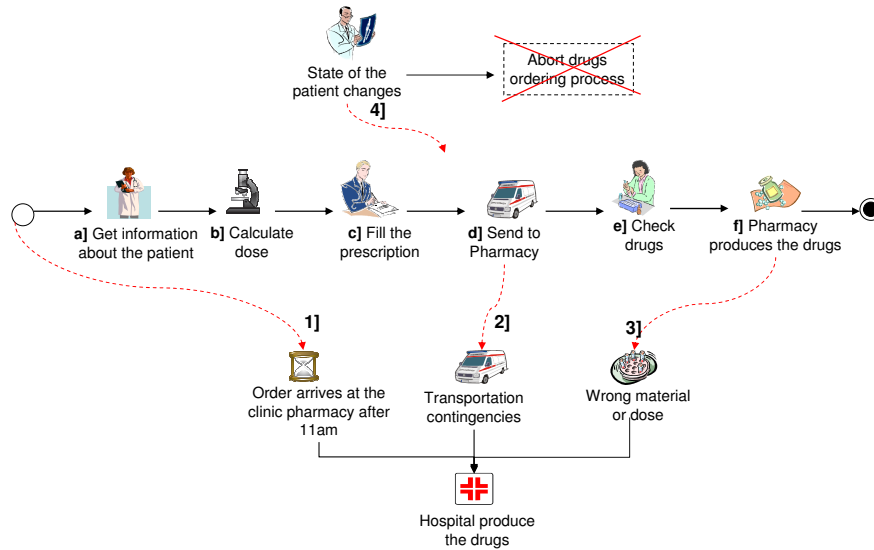 State of the
patient changes
Abort drugs
ordering process
4]
a] Get information
about the patient
b] Calculate
dose
c] Fill the
prescription
d] Send to
Pharmacy
e] Check
drugs
f] Pharmacy
produces the drugs
1]
2]
3]
Order arrives at the
clinic pharmacy after
11am
Transportation
contingencies
Wrong material
or dose
Hospital produce
the drugs